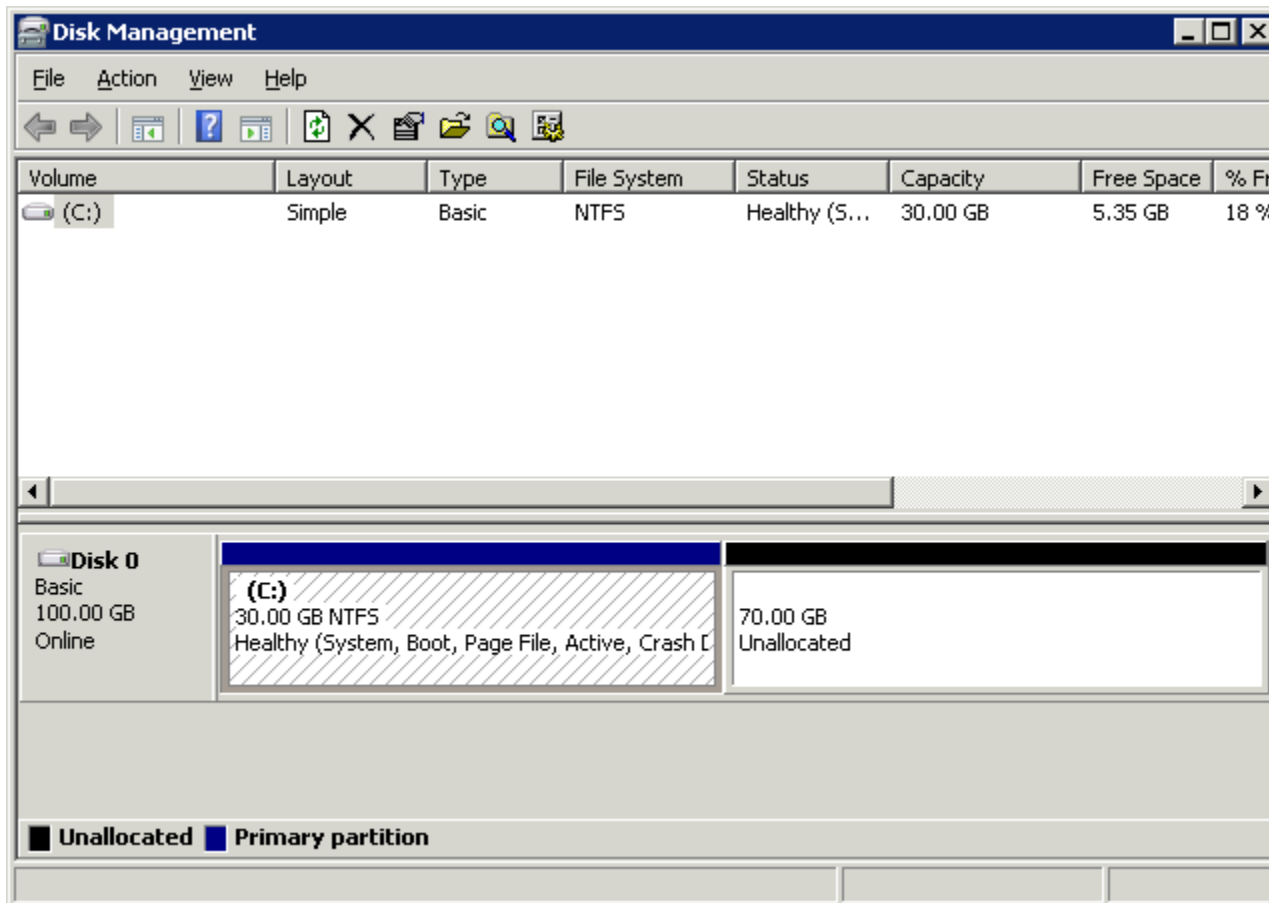 Disk Management
File Action View Help
Volume Layout Type File System Status Capacity Free Space % Fr
(C:) Simple Basic NTFS Healthy (S... 30.00 GB 5.35 GB 18 %
Disk 0
Basic
100.00 GB
Online
(C:)
30.00 GB NTFS
Healthy (System, Boot, Page File, Active, Crash D
70.00 GB
Unallocated
Unallocated Primary partition